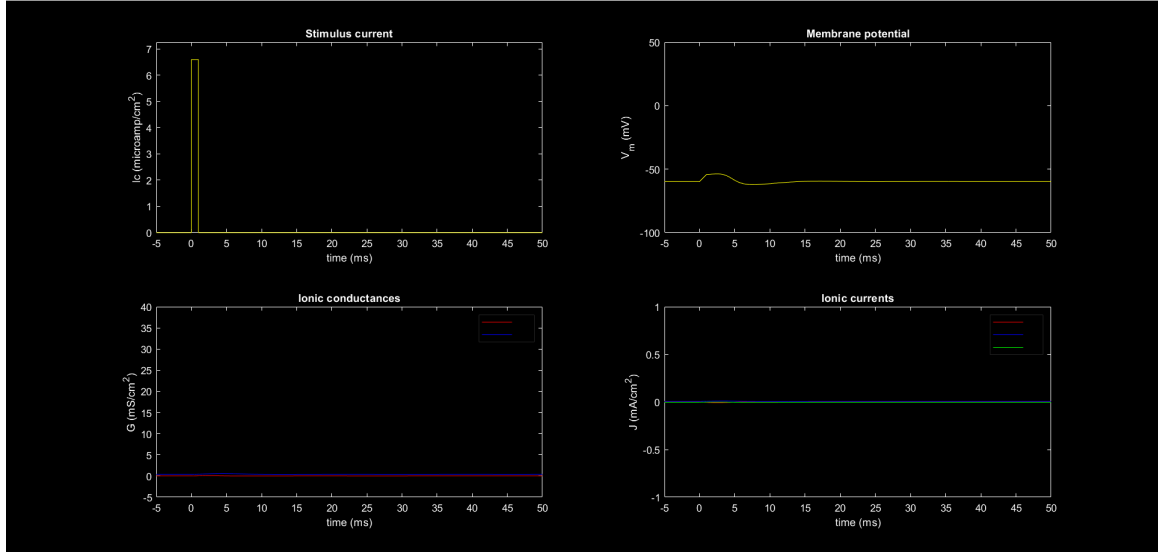 Stimulus current
7
6
5
4
3
2
1
0
Ic (microamp/cm²)
-5 0 5 10 15 20 25 30 35 40 45 50
time (ms)
Membrane potential
50
0
-50
-100
V_m (mV)
-5 0 5 10 15 20 25 30 35 40 45 50
time (ms)
Ionic conductances
40
35
30
25
20
15
10
5
0
-5
G (mS/cm²)
-5 0 5 10 15 20 25 30 35 40 45 50
time (ms)
Ionic currents
1
0.5
0
-0.5
-1
J (mA/cm²)
-5 0 5 10 15 20 25 30 35 40 45 50
time (ms)